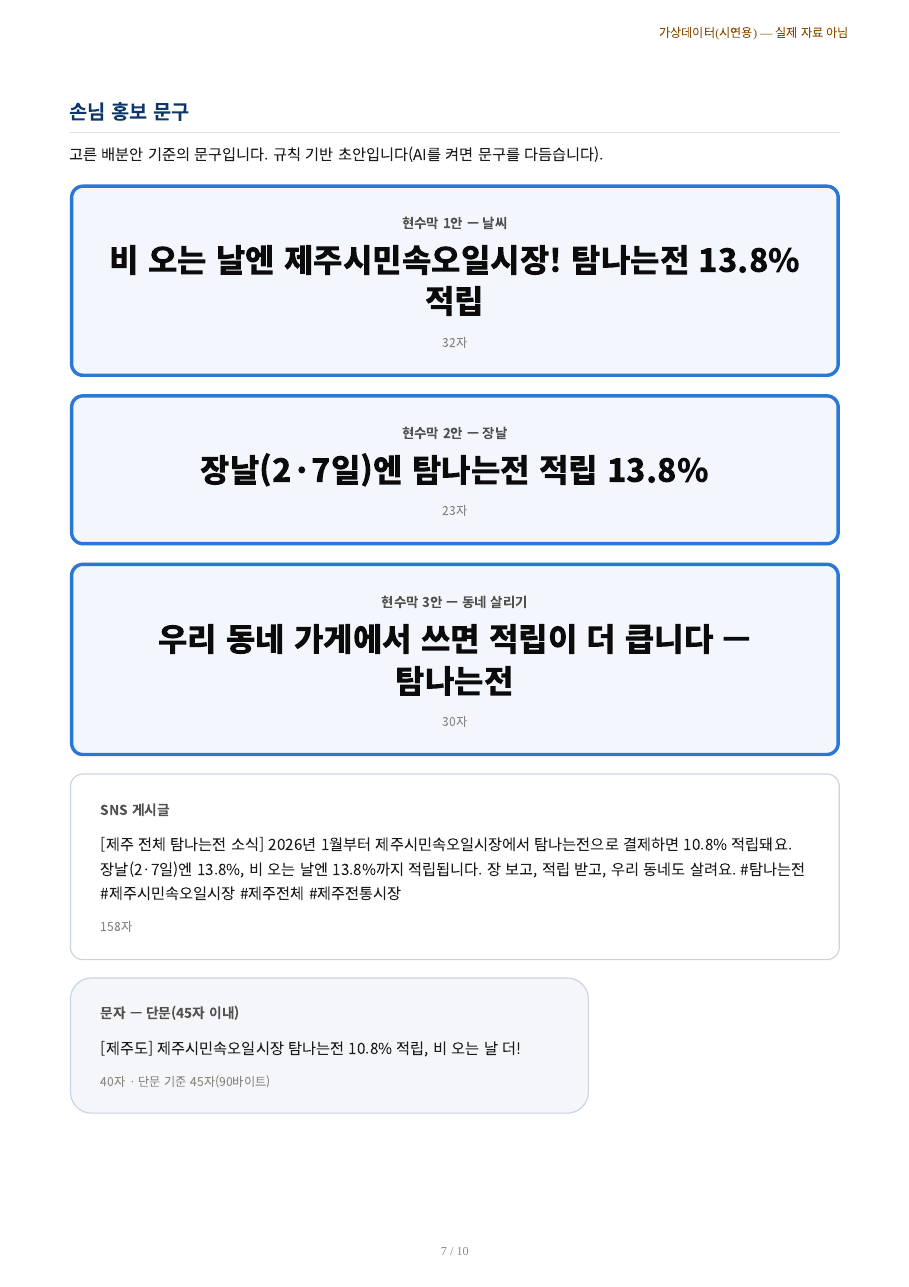 가상데이터(시연용) — 실제 자료 아님
손님 홍보 문구
고른 배분안 기준의 문구입니다. 규칙 기반 초안입니다(AI를 켜면 문구를 다듬습니다).
현수막 1안 — 날씨
비 오는 날엔 제주시민속오일시장! 탐나는전 13.8%
적립
32자
현수막 2안 — 장날
장날(2·7일)엔 탐나는전 적립 13.8%
23자
현수막 3안 — 동네 살리기
우리 동네 가게에서 쓰면 적립이 더 큽니다 —
탐나는전
30자
SNS 게시글
[제주 전체 탐나는전 소식] 2026년 1월부터 제주시민속오일시장에서 탐나는전으로 결제하면 10.8% 적립돼요.
장날(2·7일)엔 13.8%, 비 오는 날엔 13.8%까지 적립됩니다. 장 보고, 적립 받고, 우리 동네도 살려요. #탐나는전
#제주시민속오일시장 #제주전체 #제주전통시장
158자
문자 — 단문(45자 이내)
[제주도] 제주시민속오일시장 탐나는전 10.8% 적립, 비 오는 날 더!
40자 · 단문 기준 45자(90바이트)
7 / 10